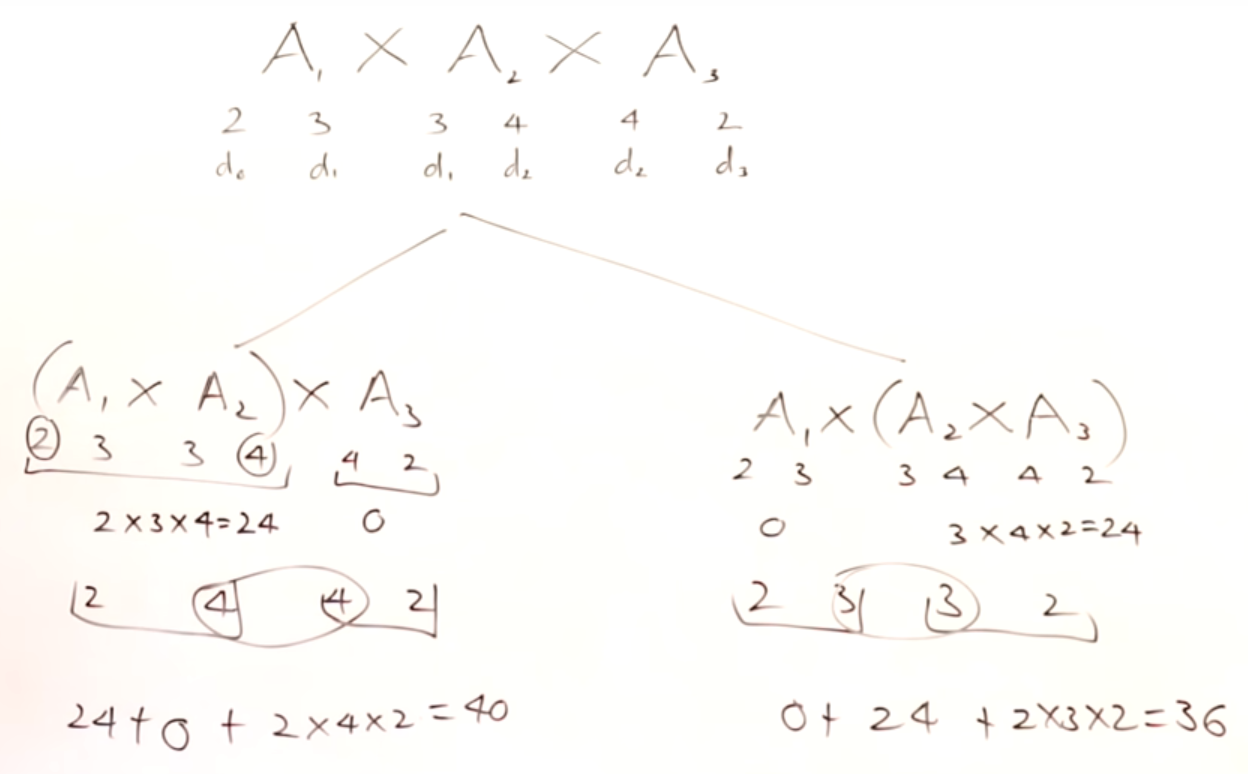 A₁ × A₂ × A₃
2 3 3 4 4 2
d₀ d₁ d₁ d₂ d₂ d₃
(A₁ × A₂) × A₃
2 3 3 4 4 2
2×3×4=24 0
2 4 4 2
24+0+2×4×2=40
A₁×(A₂×A₃)
2 3 3 4 4 2
0 3×4×2=24
2 3 3 2
0+24+2×3×2=36